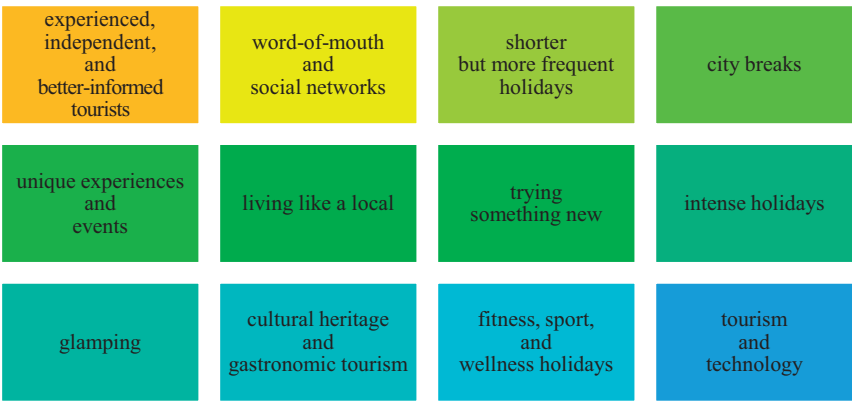 experienced,
independent,
and
better-informed
tourists
word-of-mouth
and
social networks
shorter
but more frequent
holidays
city breaks
unique experiences
and
events
living like a local
trying
something new
intense holidays
glamping
cultural heritage
and
gastronomic tourism
fitness, sport,
and
wellness holidays
tourism
and
technology